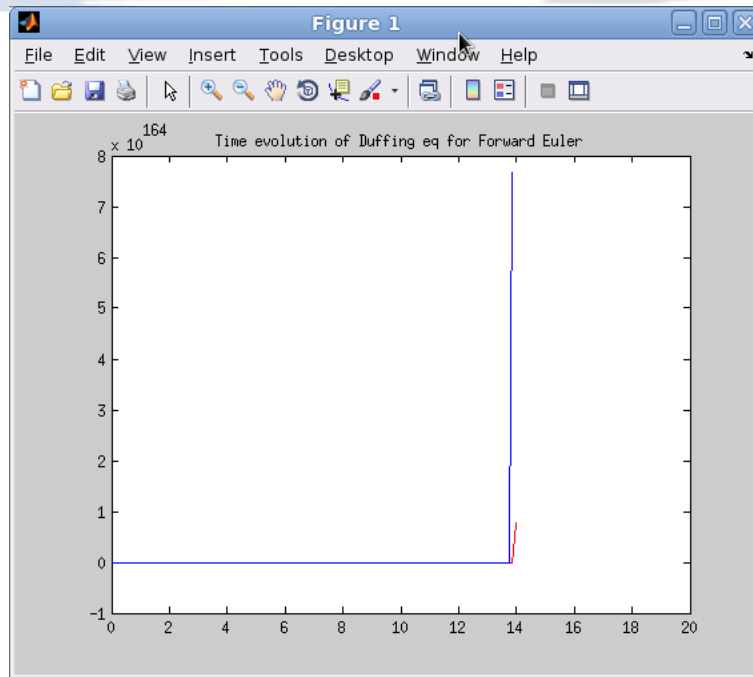 Figure 1
File Edit View Insert Tools Desktop Window Help
x 10^164
Time evolution of Duffing eq for Forward Euler
8
7
6
5
4
3
2
1
0
-1
0 2 4 6 8 10 12 14 16 18 20